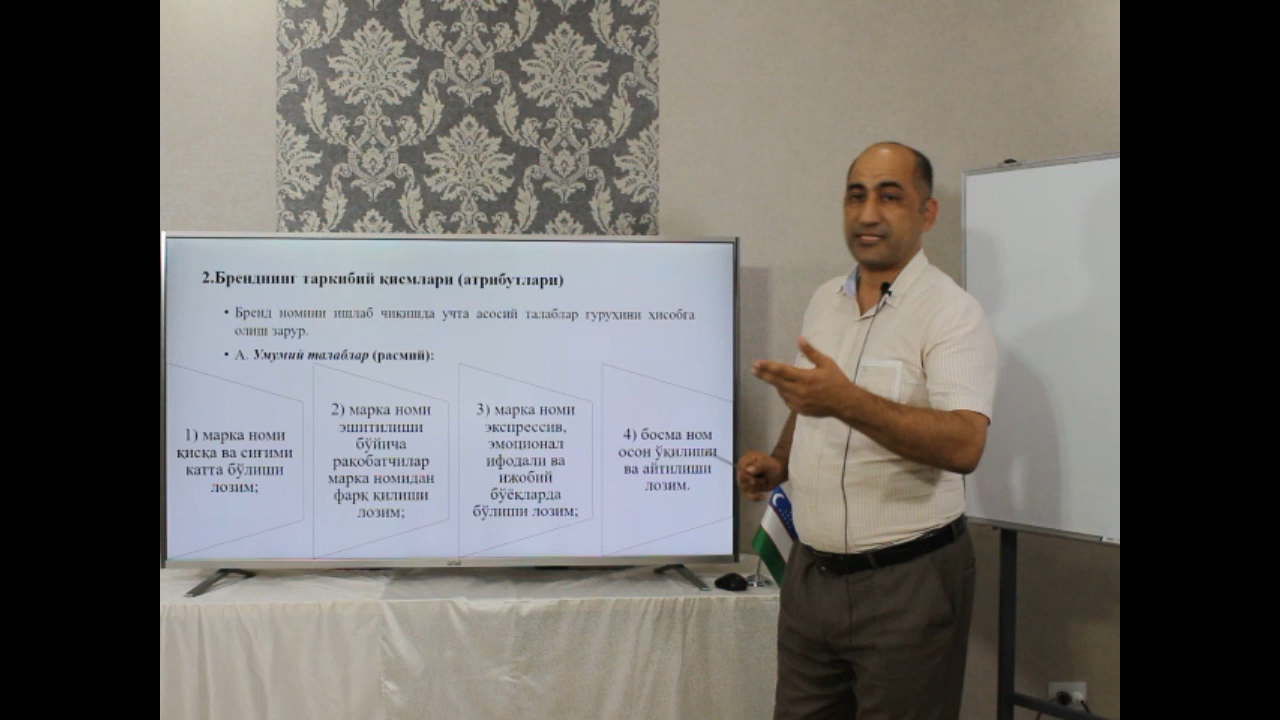 2.Бренднинг таркибий қисмлари (атрибутлари)
• Бренд номини ишлаб чиқишда учта асосий талаблар гуруҳини ҳисобга
олиш зарур.
• А. Умумий талаблар (расмий):
1) марка номи
қисқа ва сиғими
катта бўлиши
лозим;
2) марка номи
эшитилиши
бўйича
рақобатчилар
марка номидан
фарқ қилиши
лозим;
3) марка номи
экспрессив,
эмоционал
ифодали ва
ижобий
бўёқларда
бўлиши лозим;
4) босма ном
осон ўқилиши
ва айтилиши
лозим.